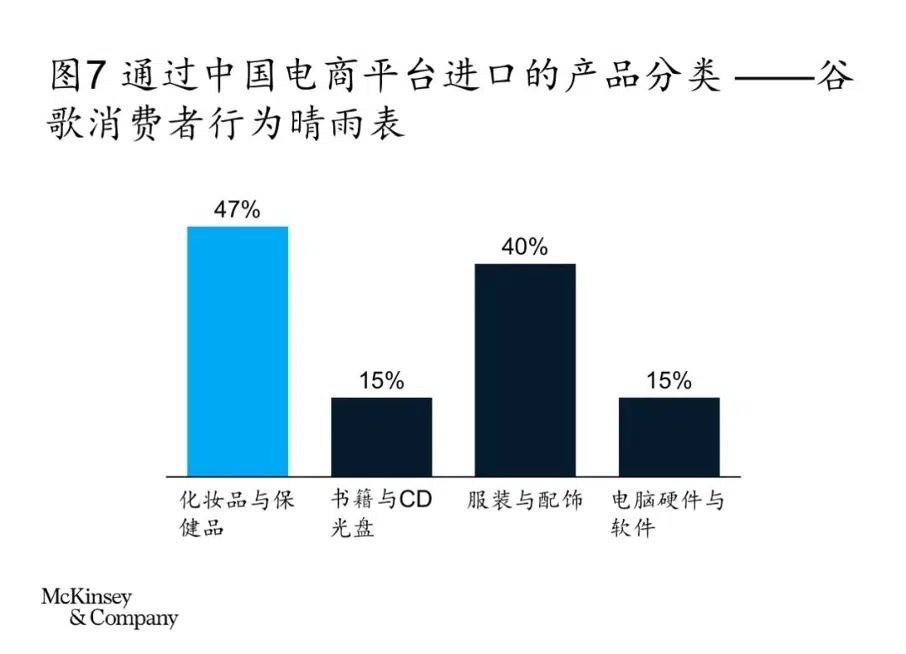 图7 通过中国电商平台进口的产品分类 ——谷
歌消费者行为晴雨表
47%
15%
40%
15%
化妆品与保
健品
书籍与CD
光盘
服装与配饰
电脑硬件与
软件
McKinsey
& Company